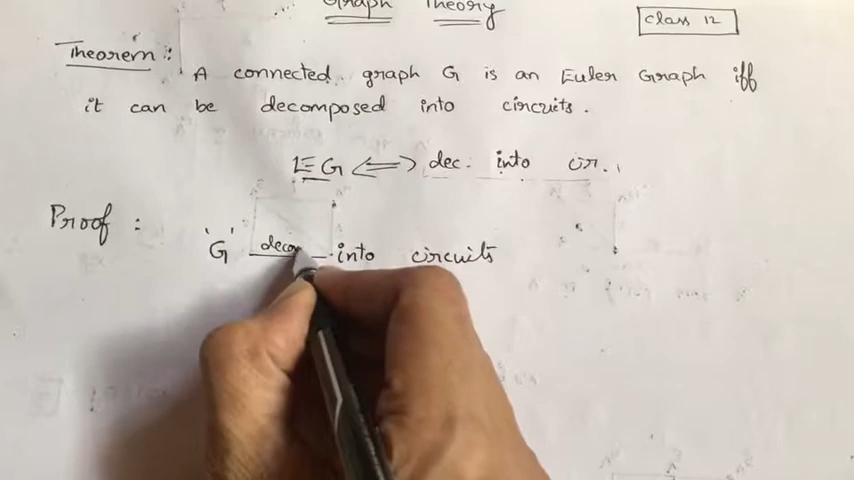 Graph Theory
Class 12
Theorem :
A connected graph G is an Euler Graph iff
it can be decomposed into circuits.
EG ⟺ dec. into cir.
Proof :
'G' deco into circuits